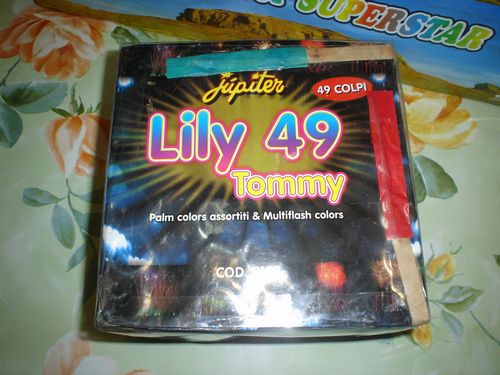 SUPERSTAR
jupiter
49 COLPI
Lily 49
Tommy
Palm colors assortiti & Multiflash colors
COD.